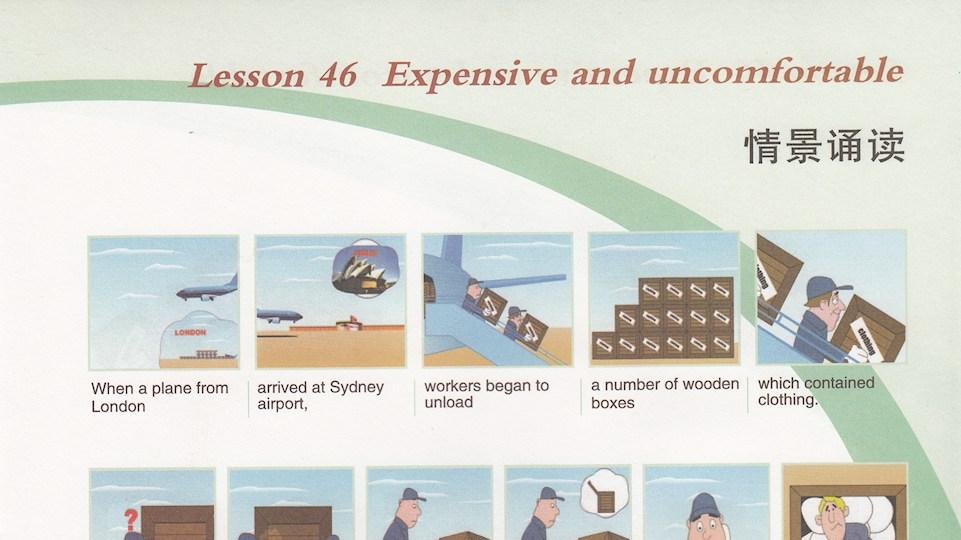 Lesson 46 Expensive and uncomfortable
情景诵读
LONDON
clothing
clothing
When a plane from
London
arrived at Sydney
airport,
workers began to
unload
a number of wooden
boxes
which contained
clothing.
?